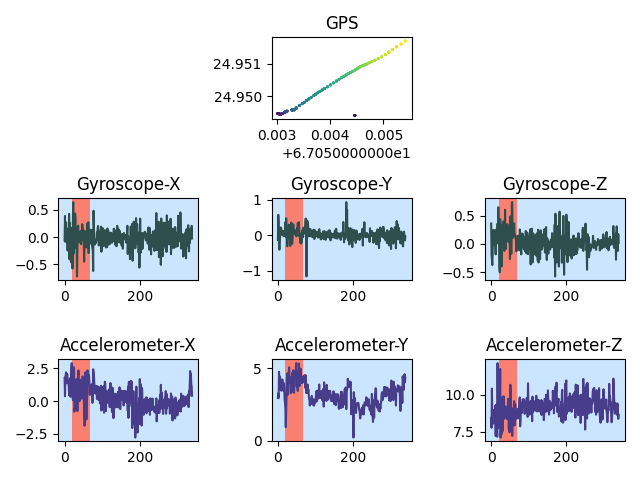 GPS
24.951
24.950
0.003 0.004 0.005
+6.7050000000e1
Gyroscope-X Gyroscope-Y Gyroscope-Z
0.5 1 0.5
0.0 0 0.0
−0.5 −1 −0.5
0 200 0 200 0 200
Accelerometer-X Accelerometer-Y Accelerometer-Z
2.5 5 10.0
0.0 7.5
−2.5 0
0 200 0 200 0 200